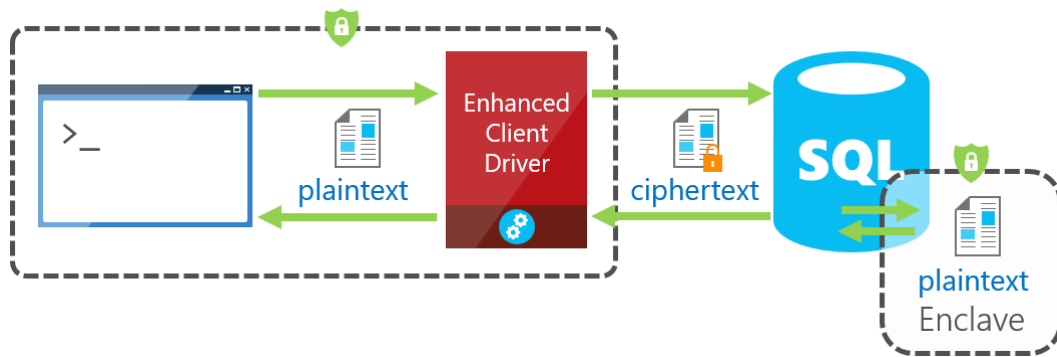 >_
plaintext
Enhanced
Client
Driver
ciphertext
SQL
plaintext
Enclave